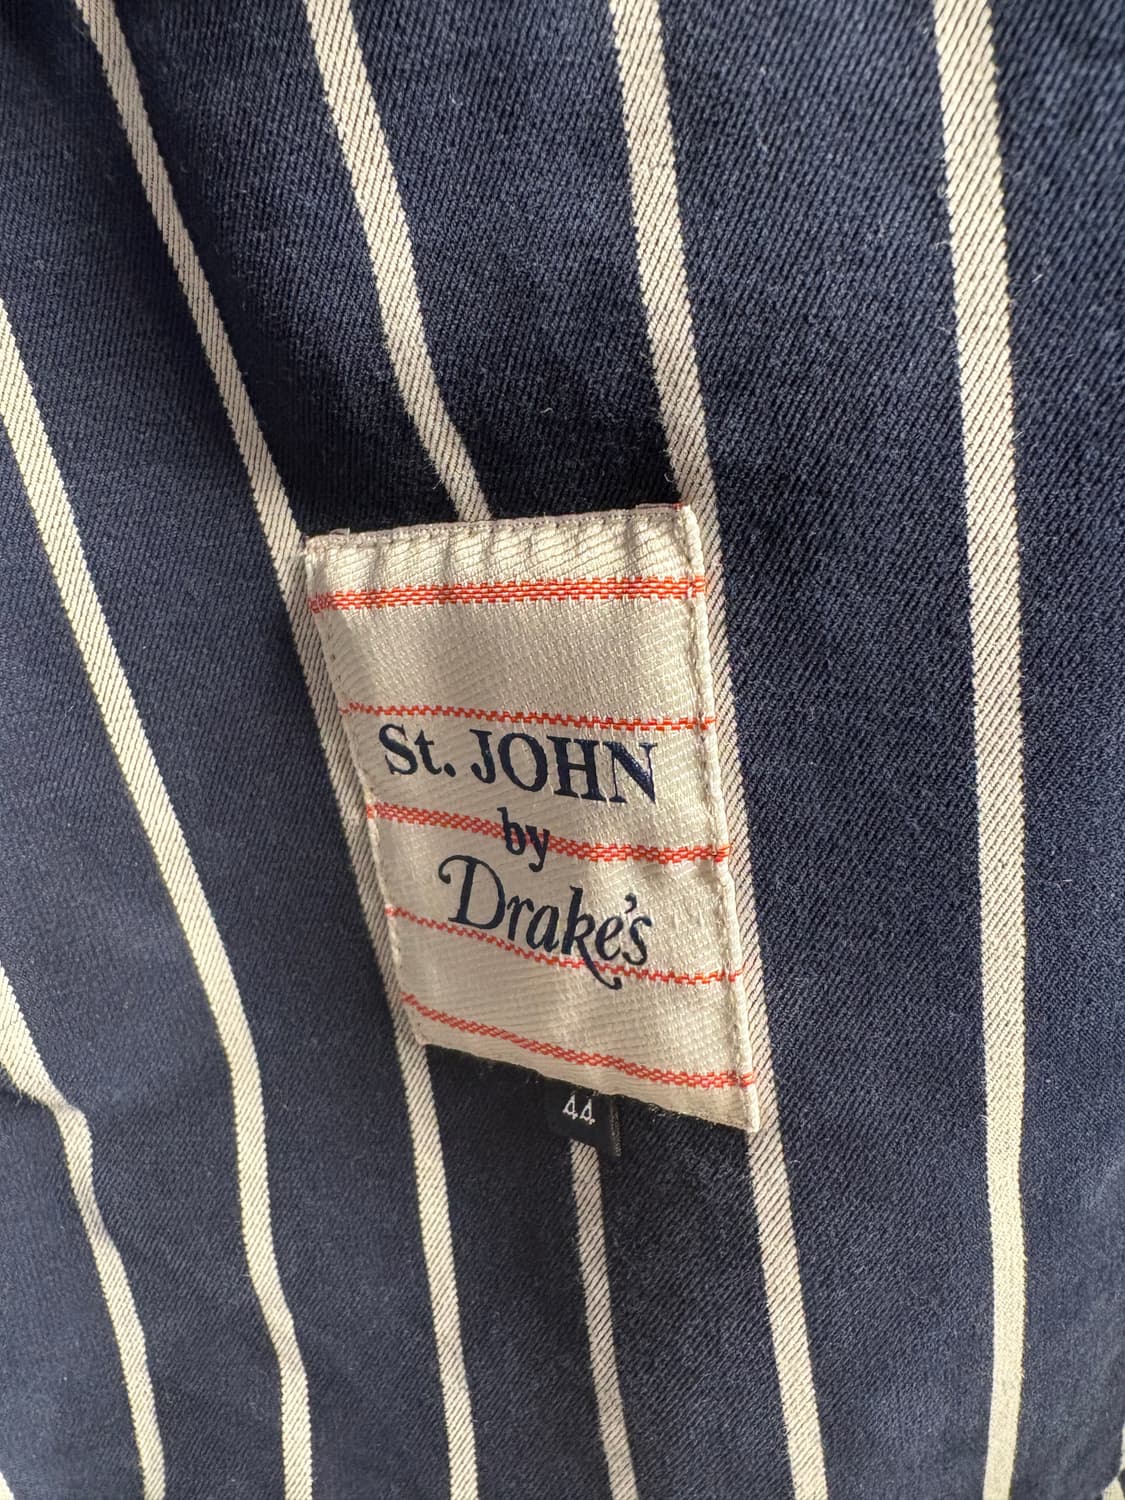 St. JOHN
by
Drake's
44